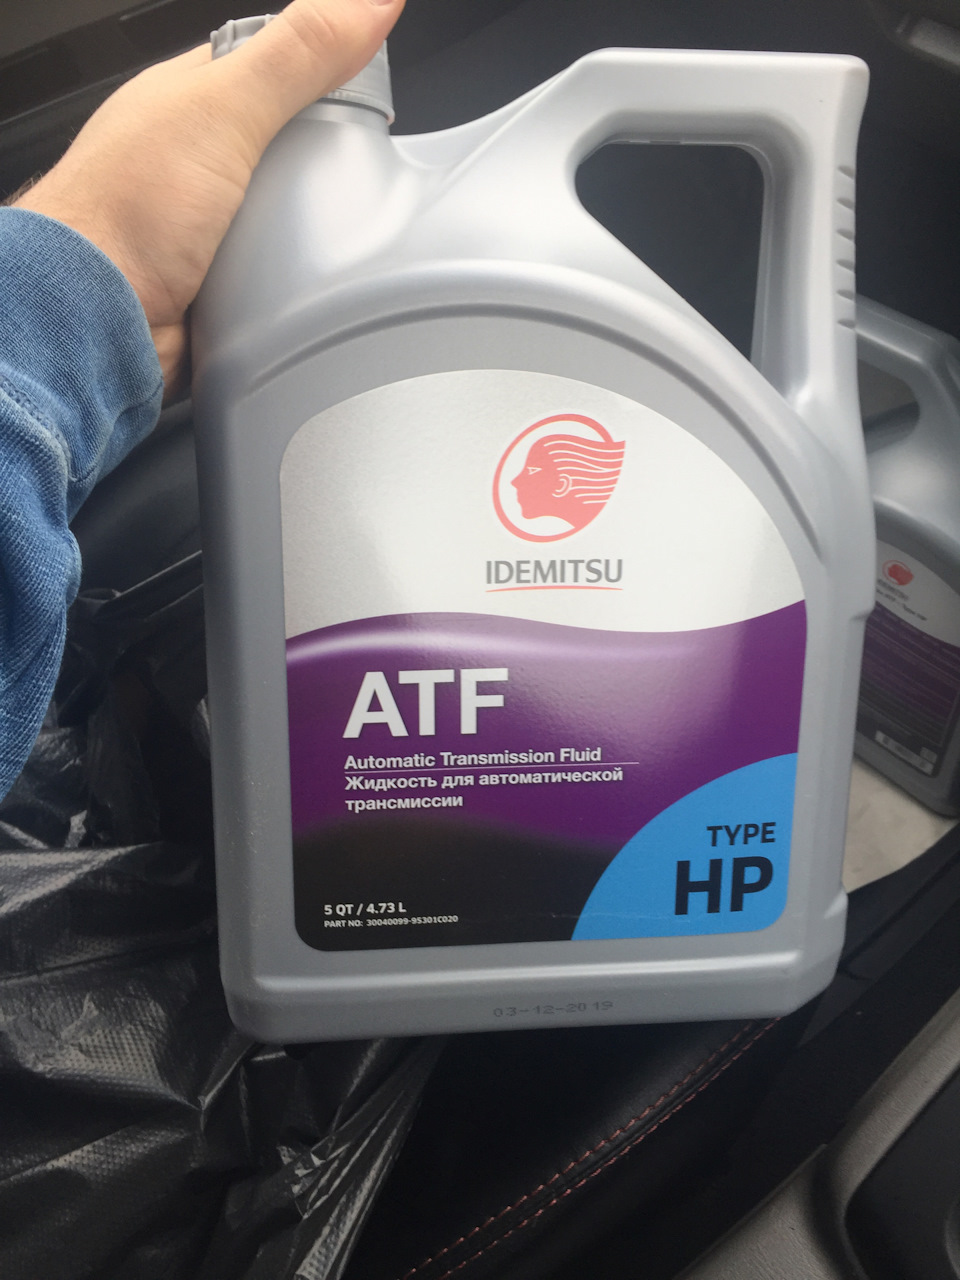 IDEMITSU
ATF
Automatic Transmission Fluid
Жидкость для автоматической
трансмиссии
TYPE
HP
5 QT / 4.73 L
PART NO: 30040099-95301C020
03-12-2019
IDEMITSU